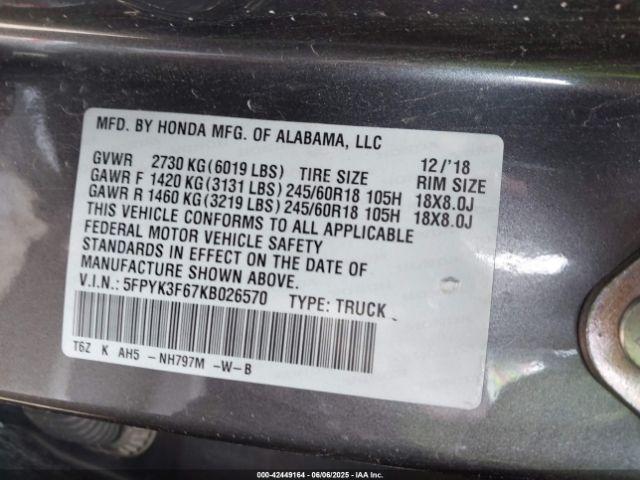 MFD. BY HONDA MFG. OF ALABAMA, LLC
GVWR 2730 KG(6019 LBS) TIRE SIZE 12/'18 RIM SIZE
GAWR F 1420 KG(3131 LBS) 245/60R18 105H 18X8.0J
GAWR R 1460 KG(3219 LBS) 245/60R18 105H 18X8.0J
THIS VEHICLE CONFORMS TO ALL APPLICABLE
FEDERAL MOTOR VEHICLE SAFETY
STANDARDS IN EFFECT ON THE DATE OF
MANUFACTURE SHOWN ABOVE.
V.I.N.: 5FPYK3F67KB026570 TYPE: TRUCK
T6Z K AH5 -NH797M -W-B
000-42449164 - 06/06/2025 - IAA Inc.